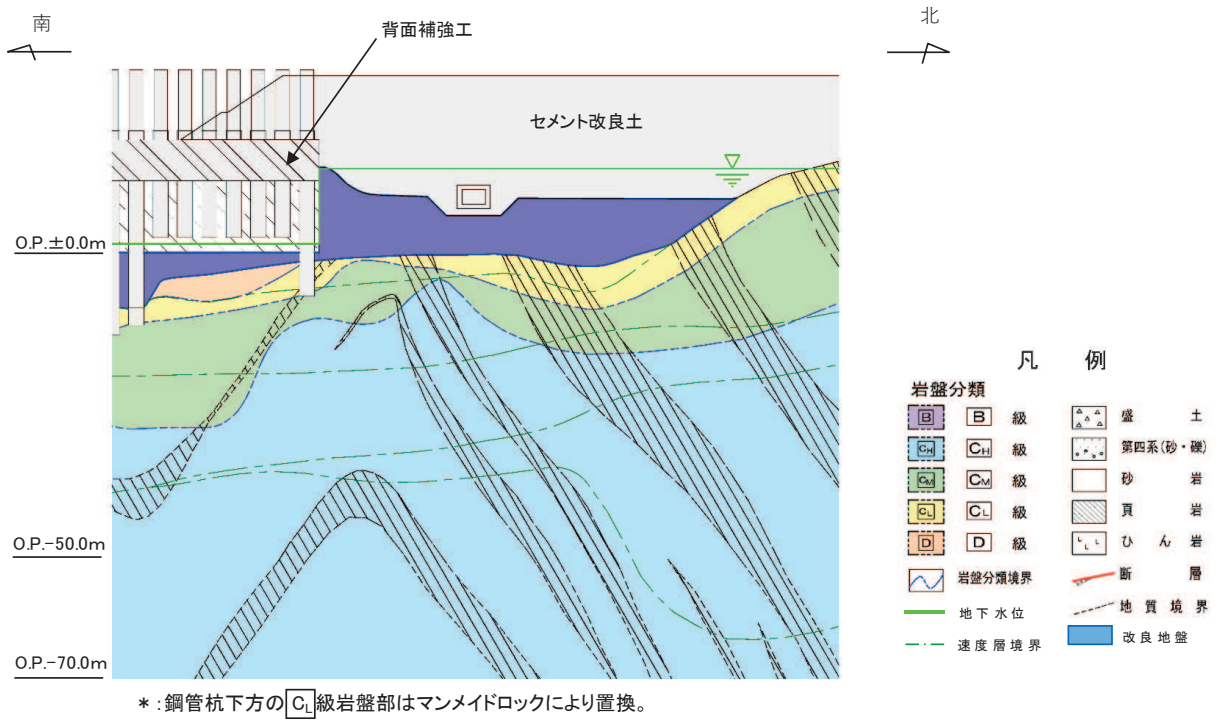 南
北
背面補強工
セメント改良土
O.P.±0.0m
O.P.-50.0m
O.P.-70.0m
凡 例
岩盤分類
B B 級
CH CH 級
CM CM 級
CL CL 級
D D 級
岩盤分類境界
地下水位
速度層境界
盛 土
第四系(砂・礫)
砂 岩
頁 岩
ひ ん 岩
断 層
地 質 境 界
改良地盤
*:鋼管杭下方のCL級岩盤部はマンメイドロックにより置換。